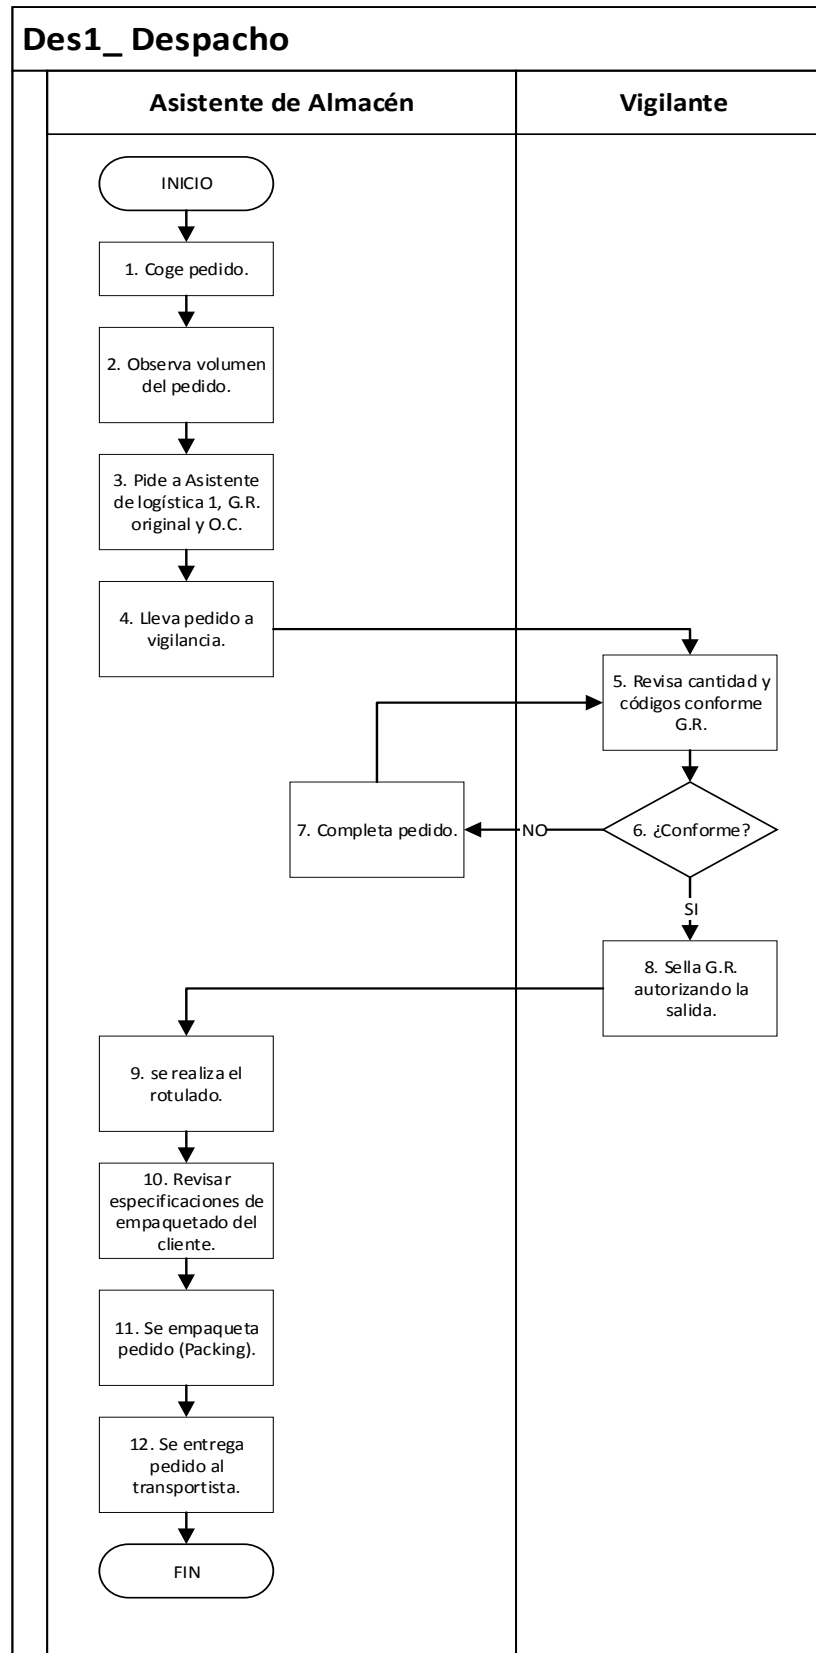 Des1_ Despacho
Asistente de Almacén
Vigilante
INICIO
1. Coge pedido.
2. Observa volumen
del pedido.
3. Pide a Asistente
de logística 1, G.R.
original y O.C.
4. Lleva pedido a
vigilancia.
5. Revisa cantidad y
códigos conforme
G.R.
6. ¿Conforme?
NO
7. Completa pedido.
SI
8. Sella G.R.
autorizando la
salida.
9. se realiza el
rotulado.
10. Revisar
especificaciones de
empaquetado del
cliente.
11. Se empaqueta
pedido (Packing).
12. Se entrega
pedido al
transportista.
FIN